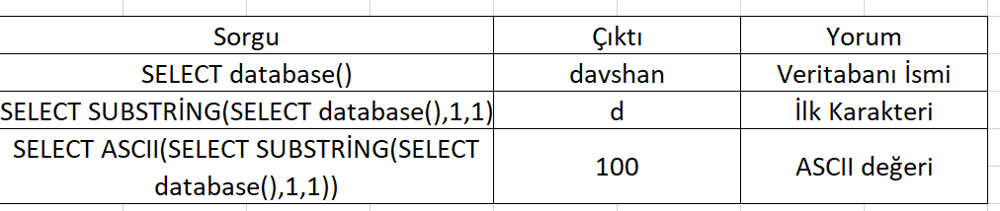 Sorgu Çıktı Yorum
SELECT database() davshan Veritabanı İsmi
SELECT SUBSTRİNG(SELECT database(),1,1) d İlk Karakteri
SELECT ASCII(SELECT SUBSTRİNG(SELECT
database(),1,1)) 100 ASCII değeri